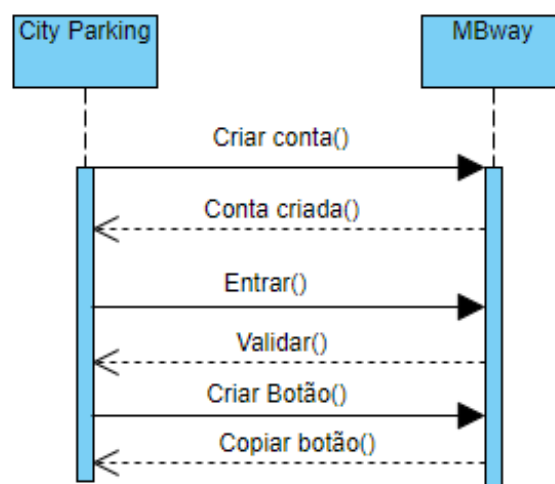 City Parking
MBway
Criar conta()
Conta criada()
Entrar()
Validar()
Criar Botão()
Copiar botão()